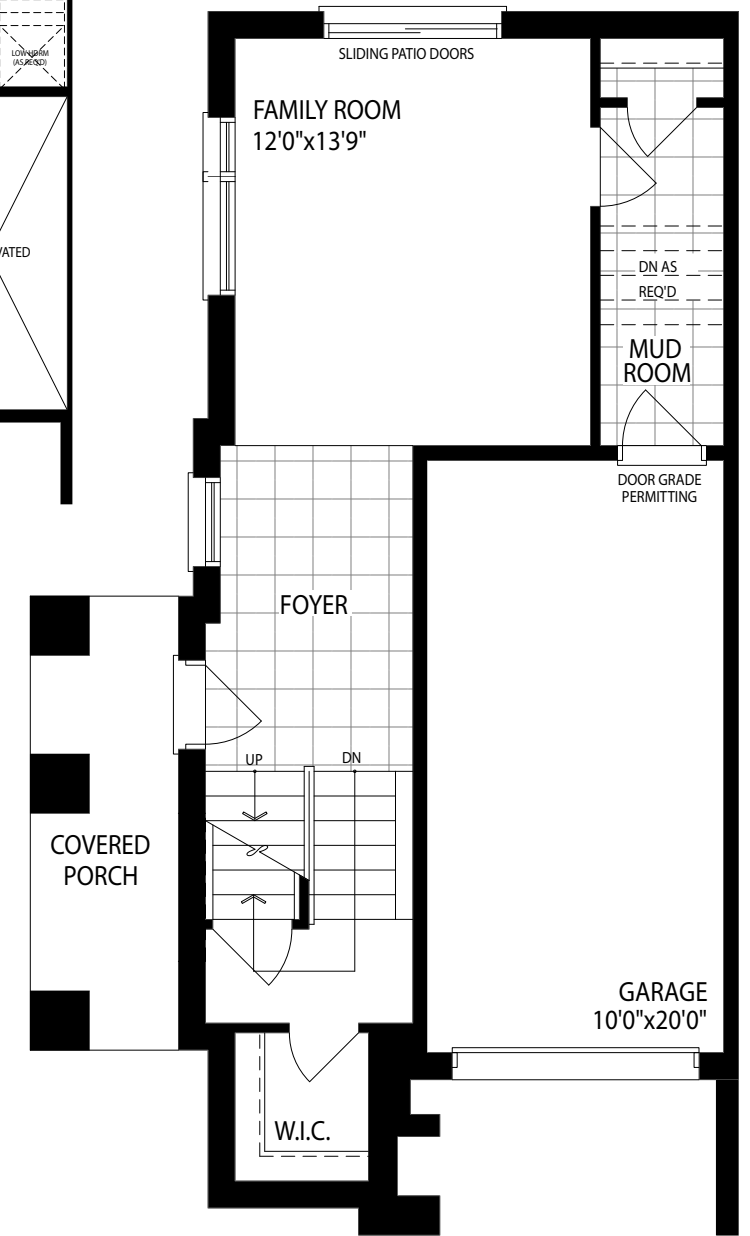 LOW HDRM
(AS REQ'D)
SLIDING PATIO DOORS
FAMILY ROOM
12'0"x13'9"
VATED
DN AS
REQ'D
MUD
ROOM
DOOR GRADE
PERMITTING
FOYER
UP
DN
COVERED
PORCH
GARAGE
10'0"x20'0"
W.I.C.